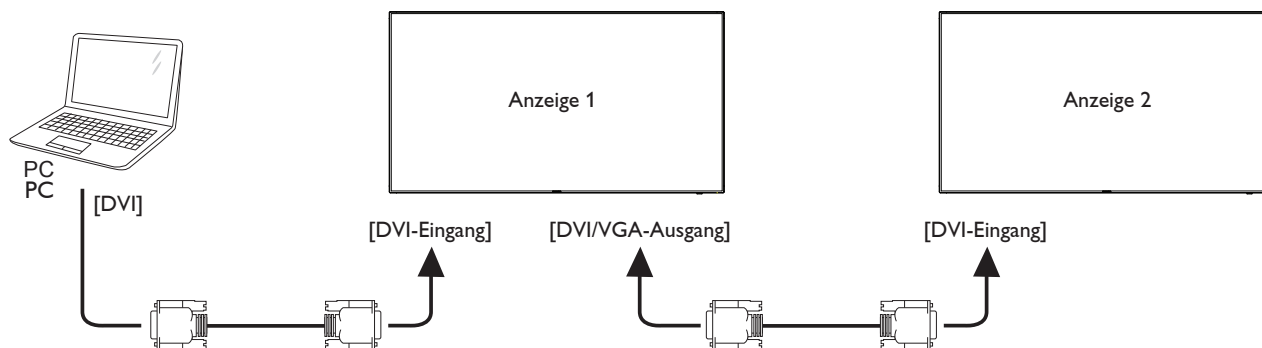 Anzeige 1
Anzeige 2
PC
PC
[DVI]
[DVI-Eingang]
[DVI/VGA-Ausgang]
[DVI-Eingang]